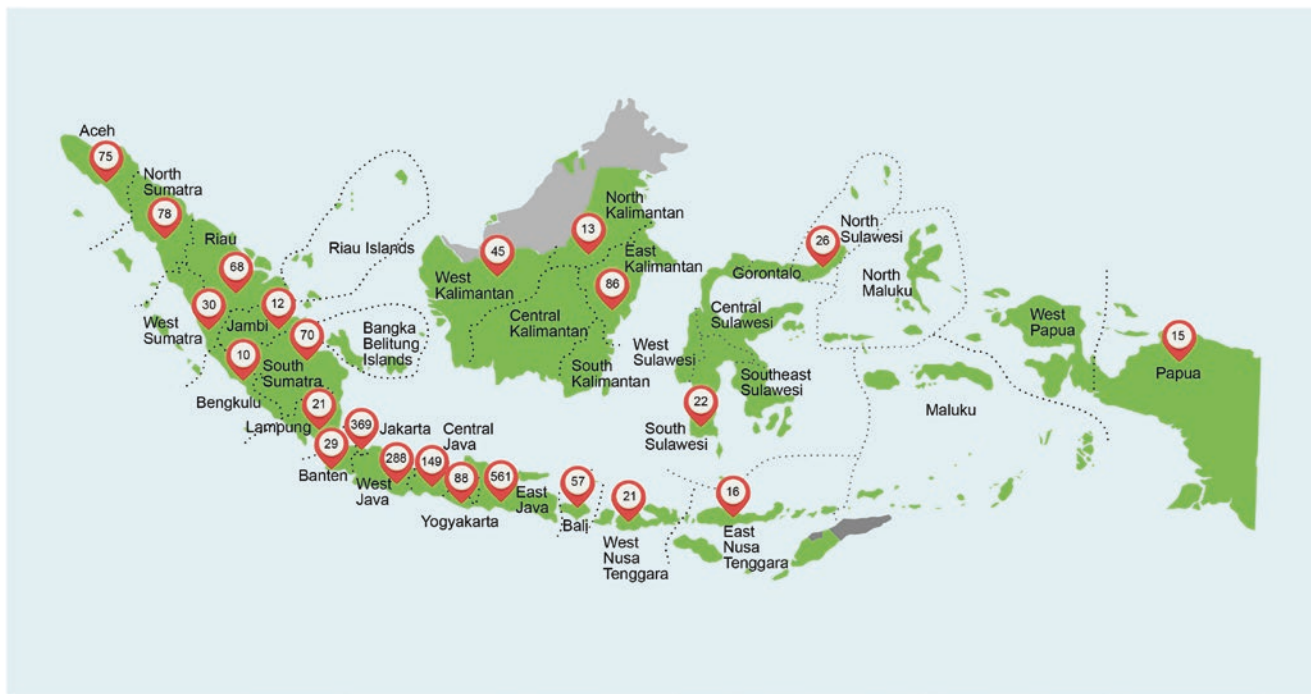 Aceh
75
North
Sumatra
78
Riau
68
Riau Islands
30
West
Sumatra
12
Jambi
70
Bangka
Belitung
Islands
10
South
Sumatra
Bengkulu
21
Lampung
29
Banten
369
Jakarta
288
West
Java
149
Central
Java
88
Yogyakarta
561
East
Java
57
Bali
21
West
Nusa
Tenggara
16
East
Nusa
Tenggara
45
West
Kalimantan
13
North
Kalimantan
86
East
Kalimantan
Central
Kalimantan
South
Kalimantan
26
North
Sulawesi
Gorontalo
Central
Sulawesi
West
Sulawesi
Southeast
Sulawesi
22
South
Sulawesi
North
Maluku
Maluku
West
Papua
15
Papua